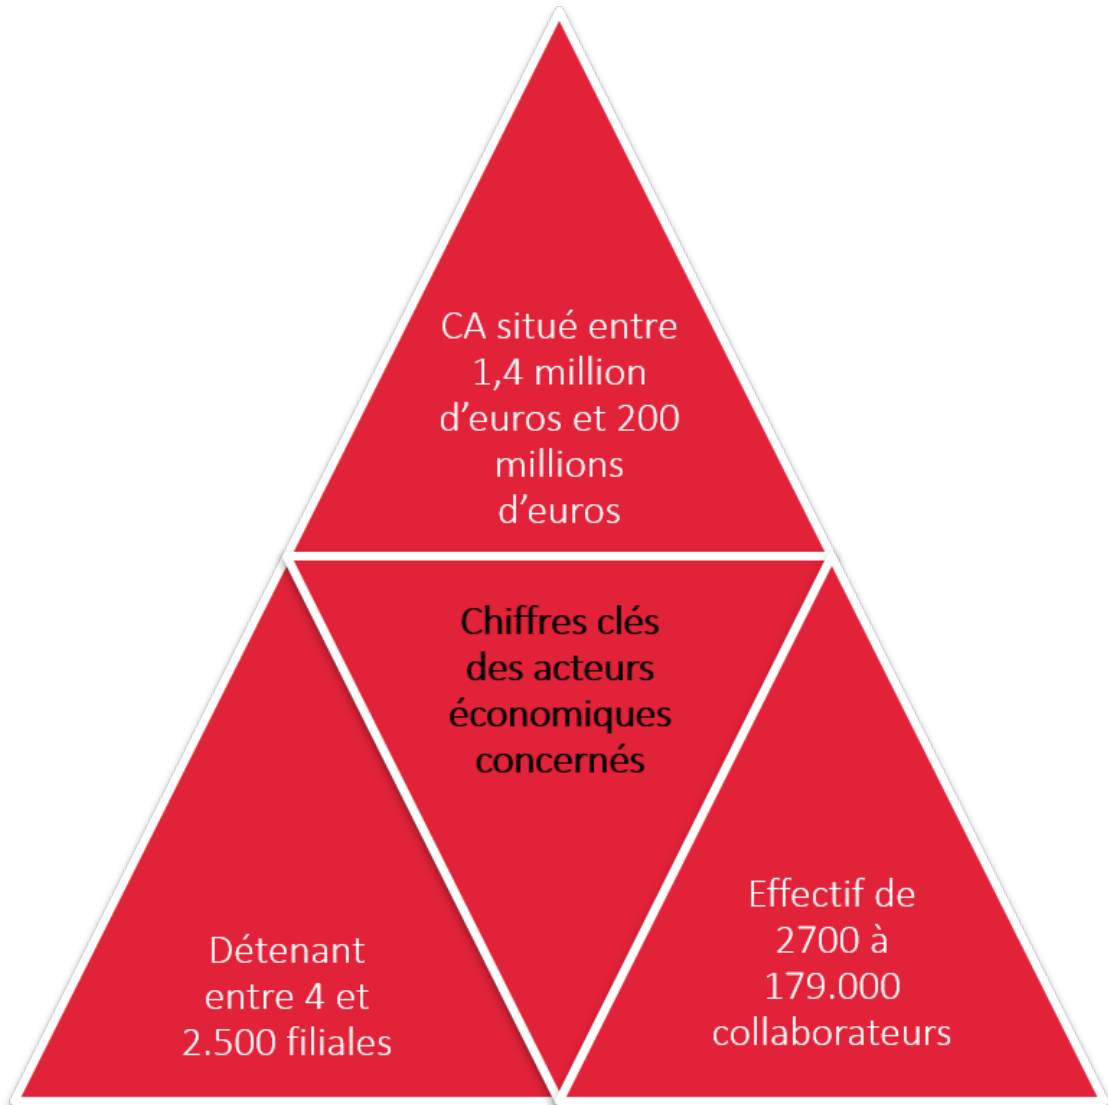 CA situé entre
1,4 million
d’euros et 200
millions
d’euros
Chiffres clés
des acteurs
économiques
concernés
Détenant
entre 4 et
2.500 filiales
Effectif de
2700 à
179.000
collaborateurs